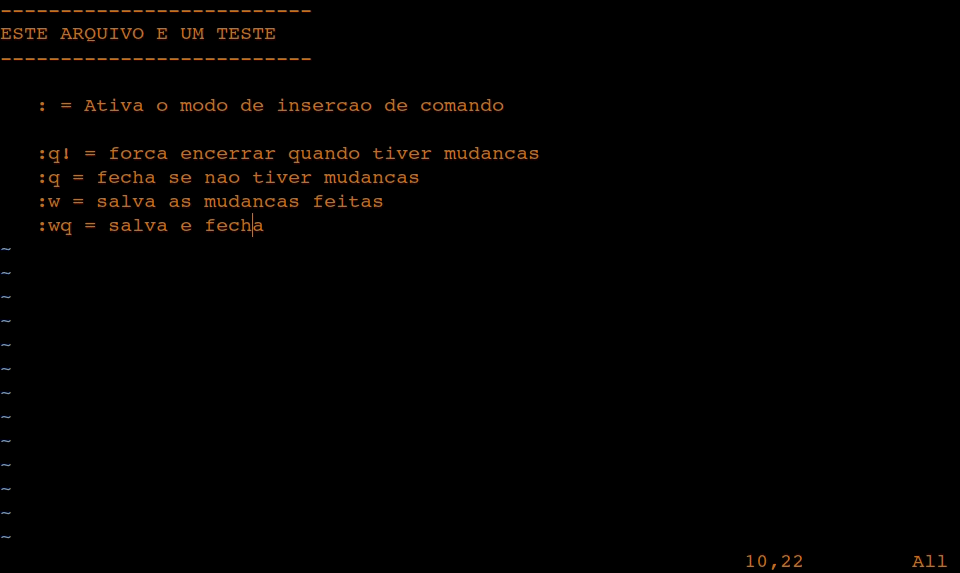 --------------------------
ESTE ARQUIVO E UM TESTE
--------------------------
: = Ativa o modo de insercao de comando
:q! = forca encerrar quando tiver mudancas
:q = fecha se nao tiver mudancas
:w = salva as mudancas feitas
:wq = salva e fecha
~
~
~
~
~
~
~
~
~
~
~
~
~
10,22 All